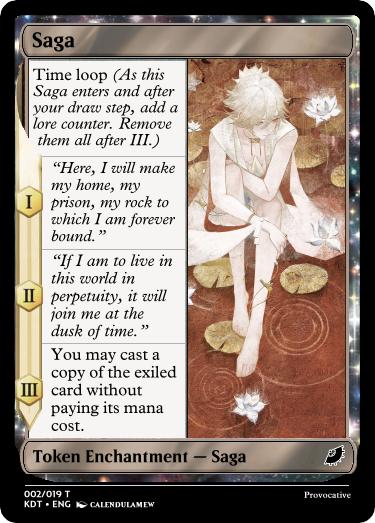 Saga
Time loop (As this
Saga enters and after
your draw step, add a
lore counter. Remove
them all after III.)
I
“Here, I will make
my home, my
prison, my rock to
which I am forever
bound.”
II
“If I am to live in
this world in
perpetuity, it will
join me at the
dusk of time.”
III
You may cast a
copy of the exiled
card without
paying its mana
cost.
Token Enchantment — Saga
002/019 T
Provocative
KDT • ENG CALENDULAMEW